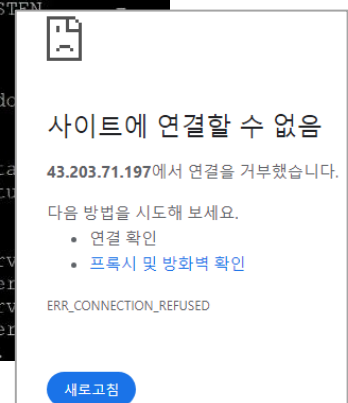 사이트에 연결할 수 없음
43.203.71.197에서 연결을 거부했습니다.
다음 방법을 시도해 보세요.
• 연결 확인
• 프록시 및 방화벽 확인
ERR_CONNECTION_REFUSED
새로고침